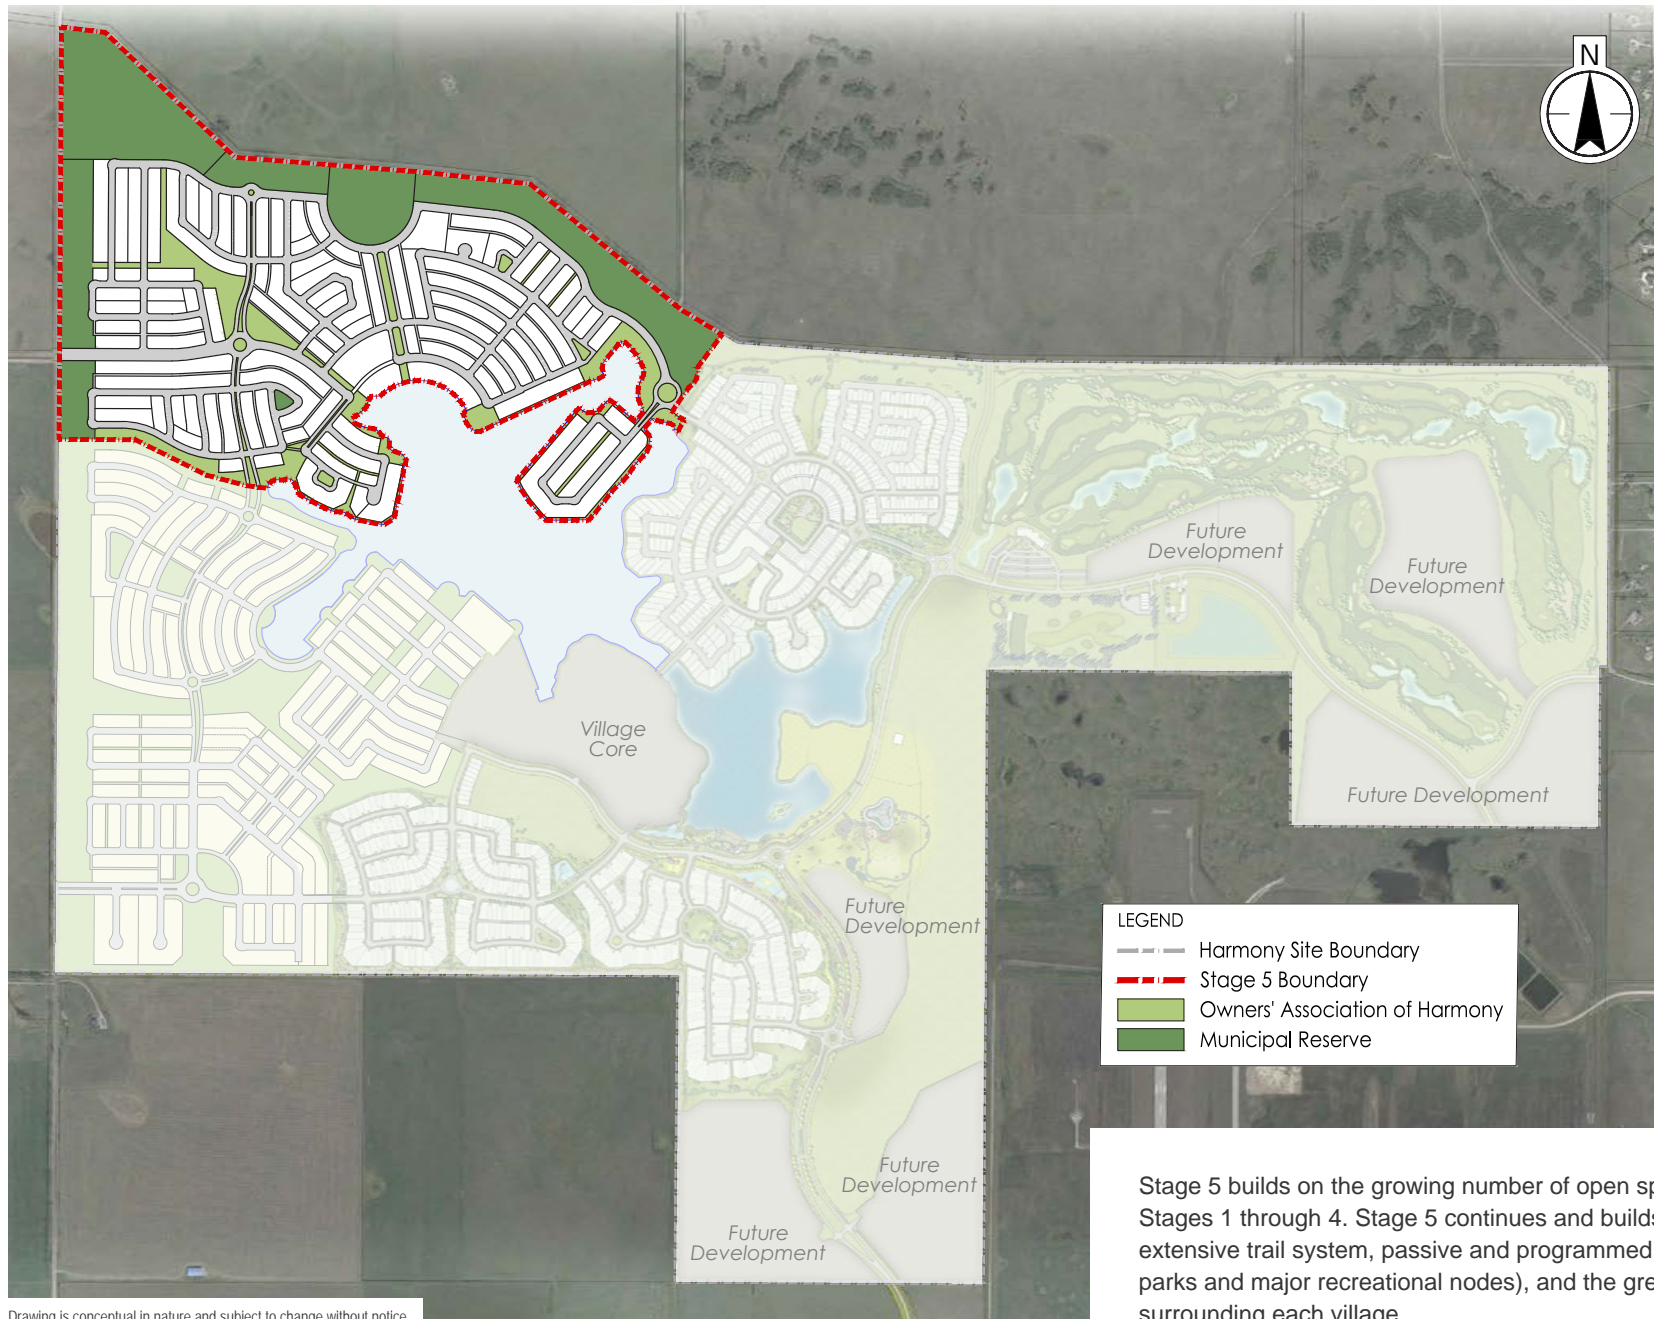 N
Future
Development
Future
Development
Village
Core
Future Development
Future
Development
LEGEND
Harmony Site Boundary
Stage 5 Boundary
Owners' Association of Harmony
Municipal Reserve
Future
Development
Future
Development
Stage 5 builds on the growing number of open sp
Stages 1 through 4. Stage 5 continues and builds
extensive trail system, passive and programmed
parks and major recreational nodes), and the gre
surrounding each village
Drawing is conceptual in nature and subject to change without notice